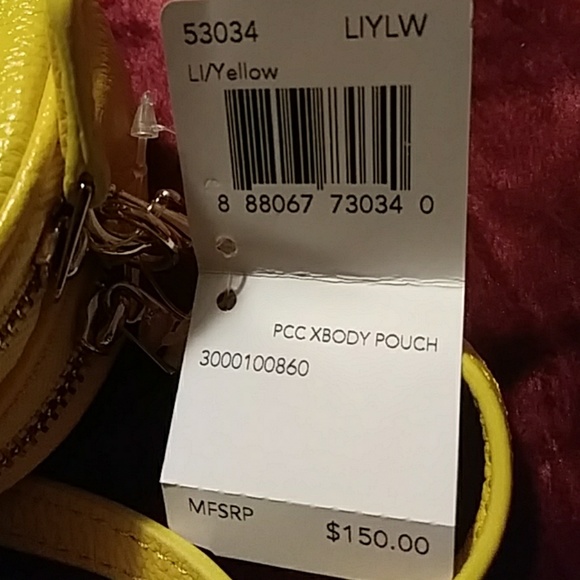 53034 LIYLW
LI/Yellow
8 88067 73034 0
PCC XBODY POUCH
3000100860
MFSRP $150.00